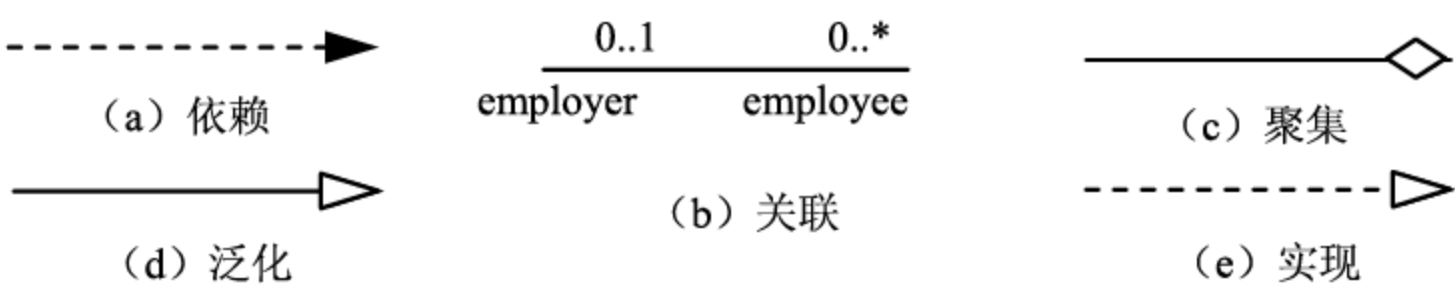 0..1 0..*
employer employee
（a）依赖
（c）聚集
（b）关联
（d）泛化
（e）实现